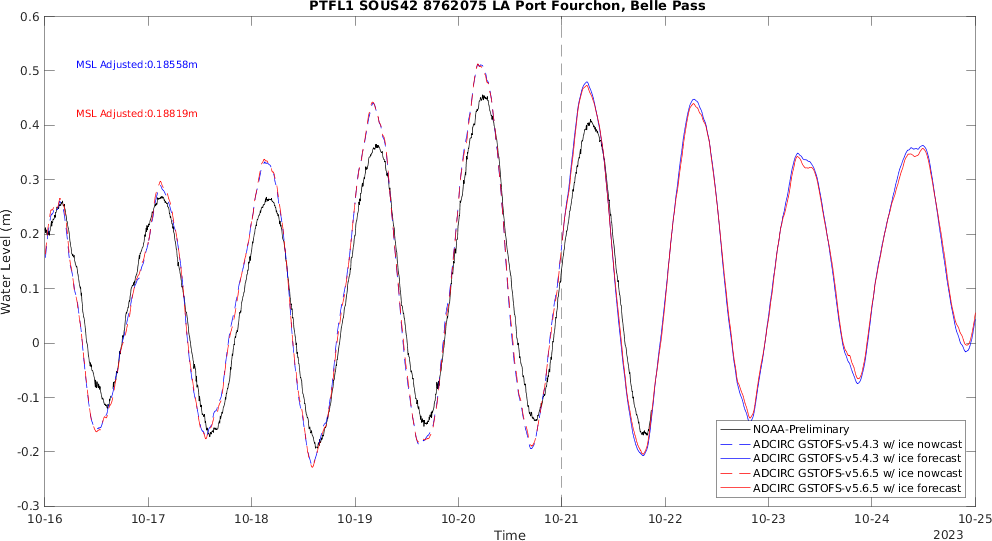 PTFL1 SOUS42 8762075 LA Port Fourchon, Belle Pass
0.6
0.5
0.4
0.3
0.2
0.1
0
-0.1
-0.2
-0.3
Water Level (m)
MSL Adjusted:0.18558m
MSL Adjusted:0.18819m
NOAA-Preliminary
ADCIRC GSTOFS-v5.4.3 w/ ice nowcast
ADCIRC GSTOFS-v5.4.3 w/ ice forecast
ADCIRC GSTOFS-v5.6.5 w/ ice nowcast
ADCIRC GSTOFS-v5.6.5 w/ ice forecast
10-16 10-17 10-18 10-19 10-20 10-21 10-22 10-23 10-24 10-25
Time
2023